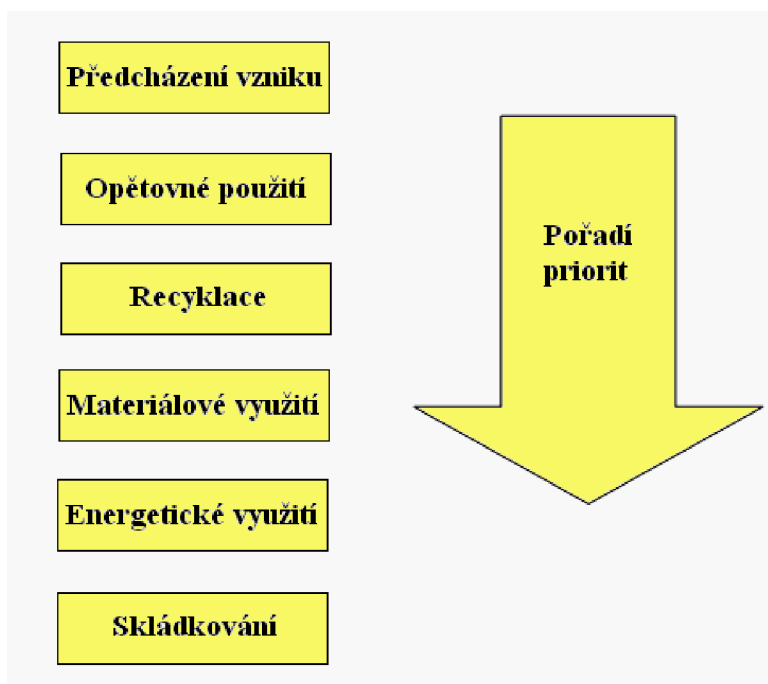 Předcházení vzniku
Opětovné použití
Recyklace
Materiálové využití
Energetické využití
Skládkování
Pořadí
priorit